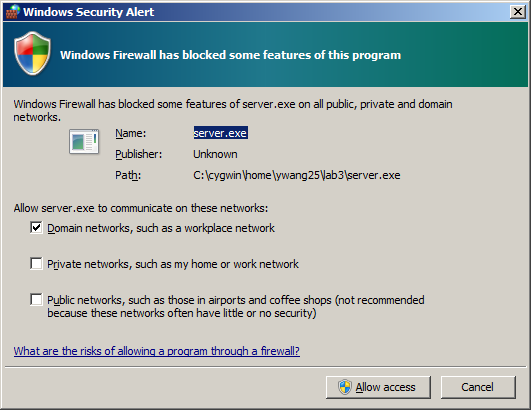 Windows Security Alert
Windows Firewall has blocked some features of this program
Windows Firewall has blocked some features of server.exe on all public, private and domain
networks.
Name: server.exe
Publisher: Unknown
Path: C:\cygwin\home\ywang25\lab3\server.exe
Allow server.exe to communicate on these networks:
Domain networks, such as a workplace network
Private networks, such as my home or work network
Public networks, such as those in airports and coffee shops (not recommended
because these networks often have little or no security)
What are the risks of allowing a program through a firewall?
Allow access Cancel